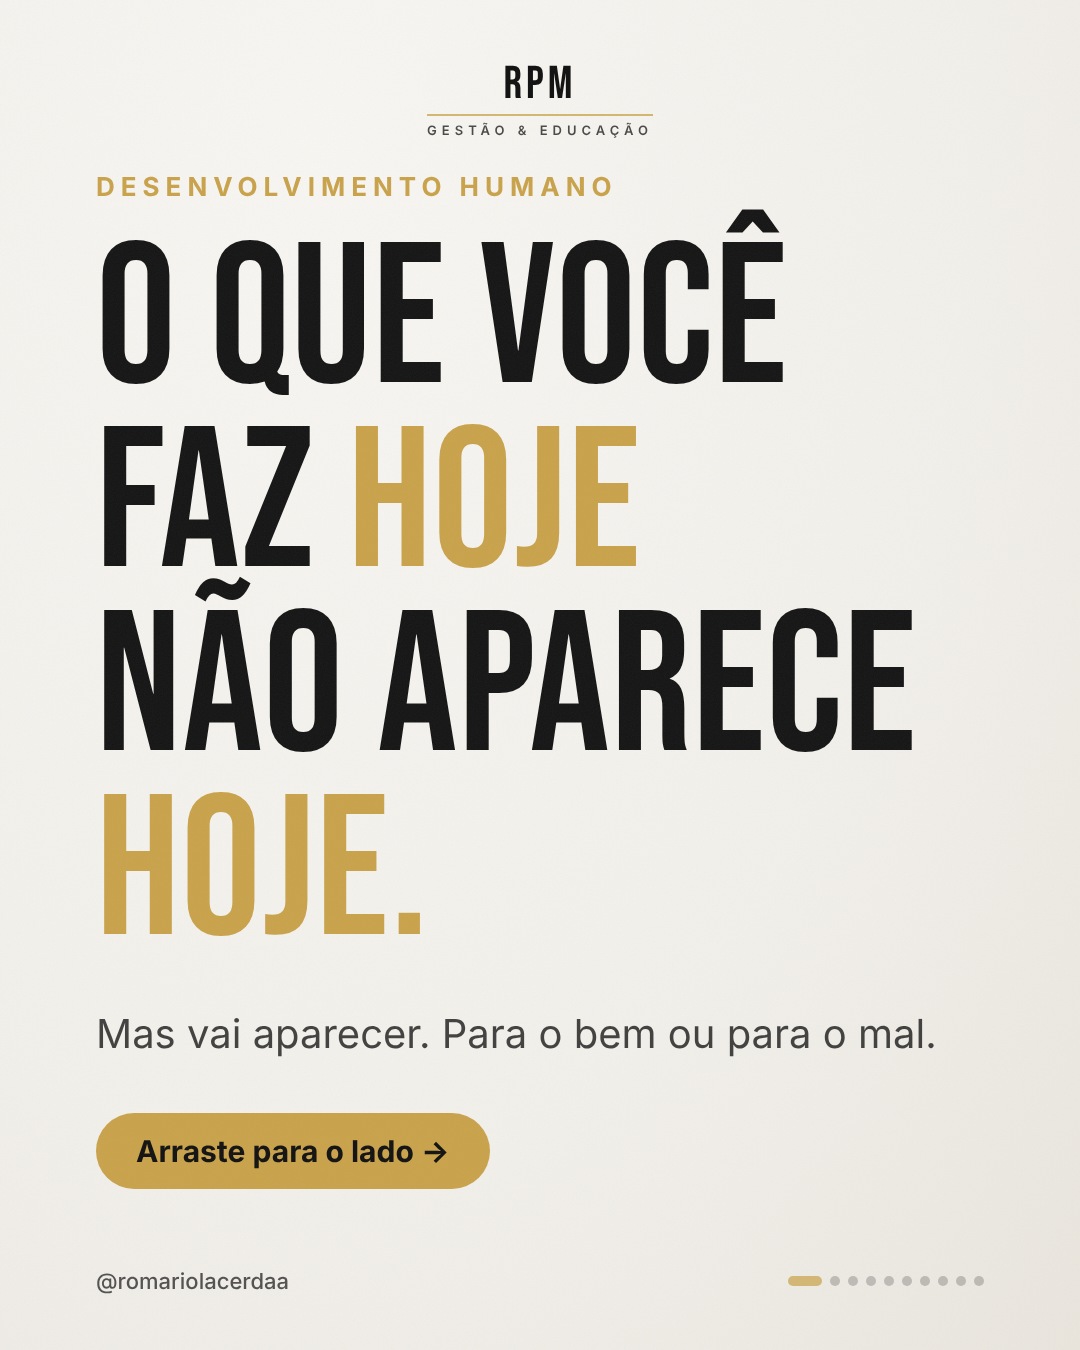 RPM
GESTÃO & EDUCAÇÃO
DESENVOLVIMENTO HUMANO
O QUE VOCÊ
FAZ HOJE
NÃO APARECE
HOJE.
Mas vai aparecer. Para o bem ou para o mal.
Arraste para o lado →
@romariolacerdaa